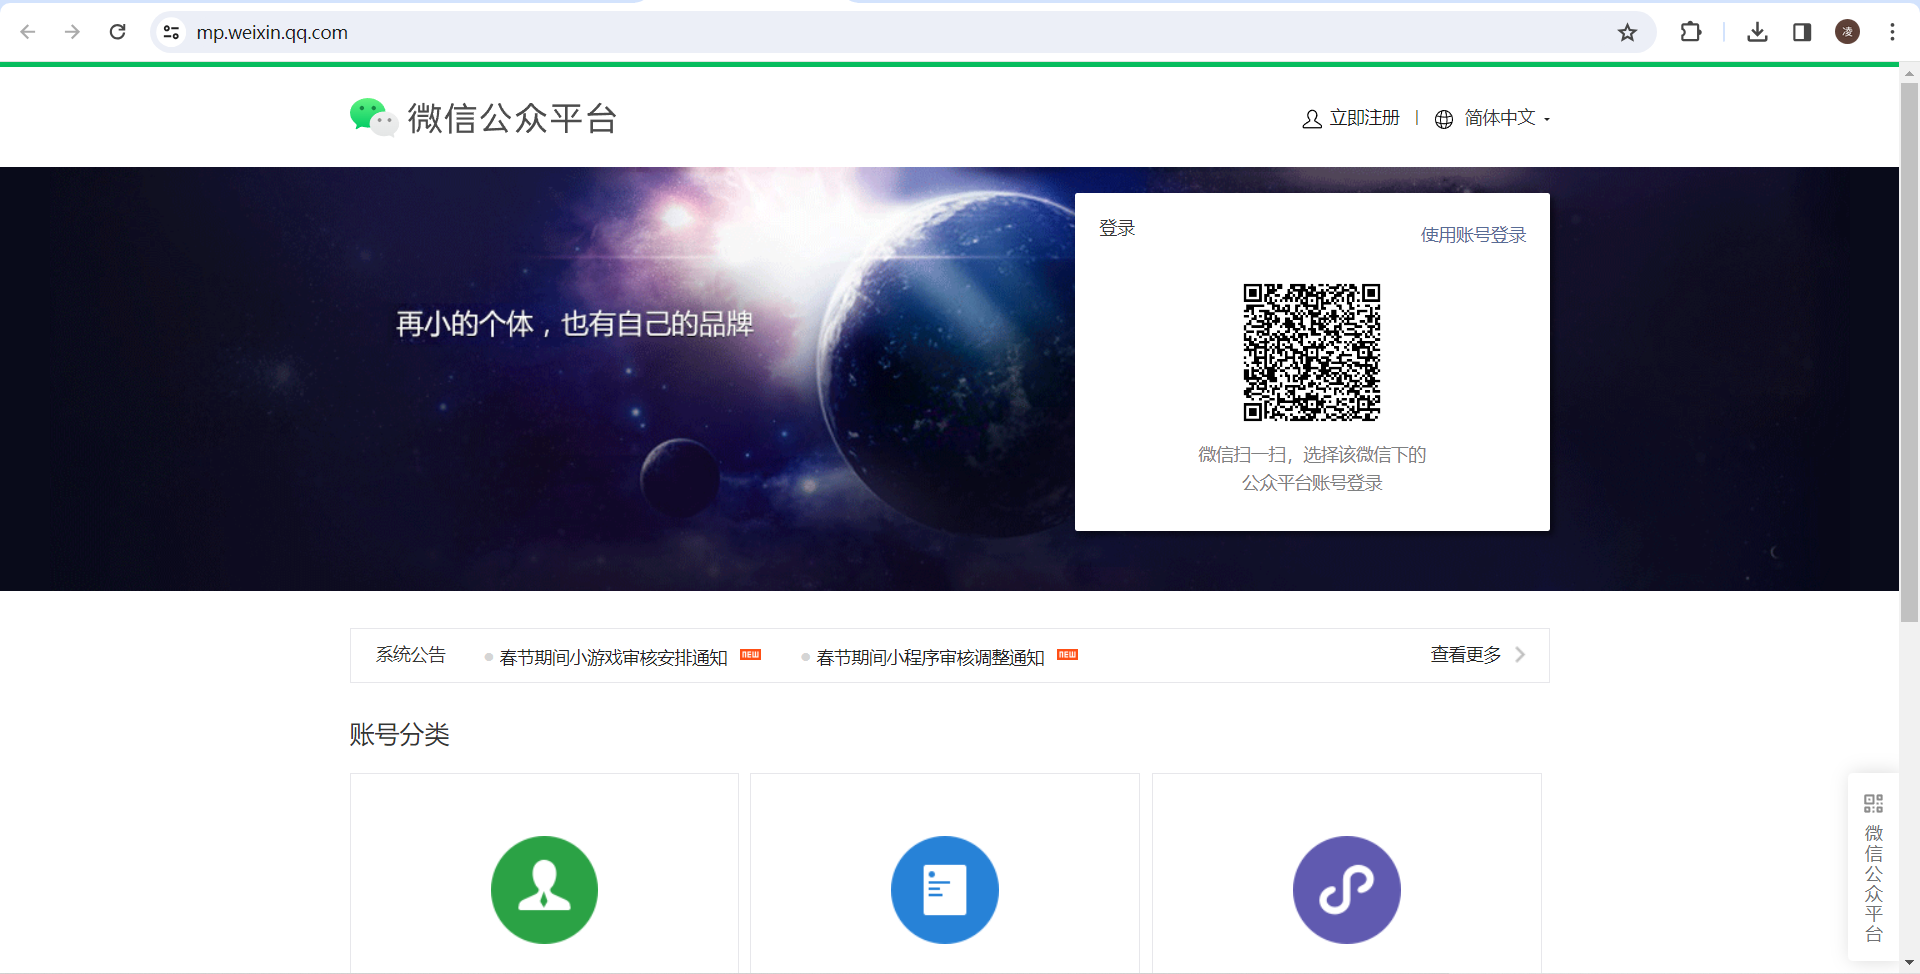 mp.weixin.qq.com
凌
微信公众平台
立即注册 | 简体中文
登录
使用账号登录
再小的个体，也有自己的品牌
微信扫一扫，选择该微信下的
公众平台账号登录
系统公告
春节期间小游戏审核安排通知 NEW
春节期间小程序审核调整通知 NEW
查看更多
账号分类
微信公众平台